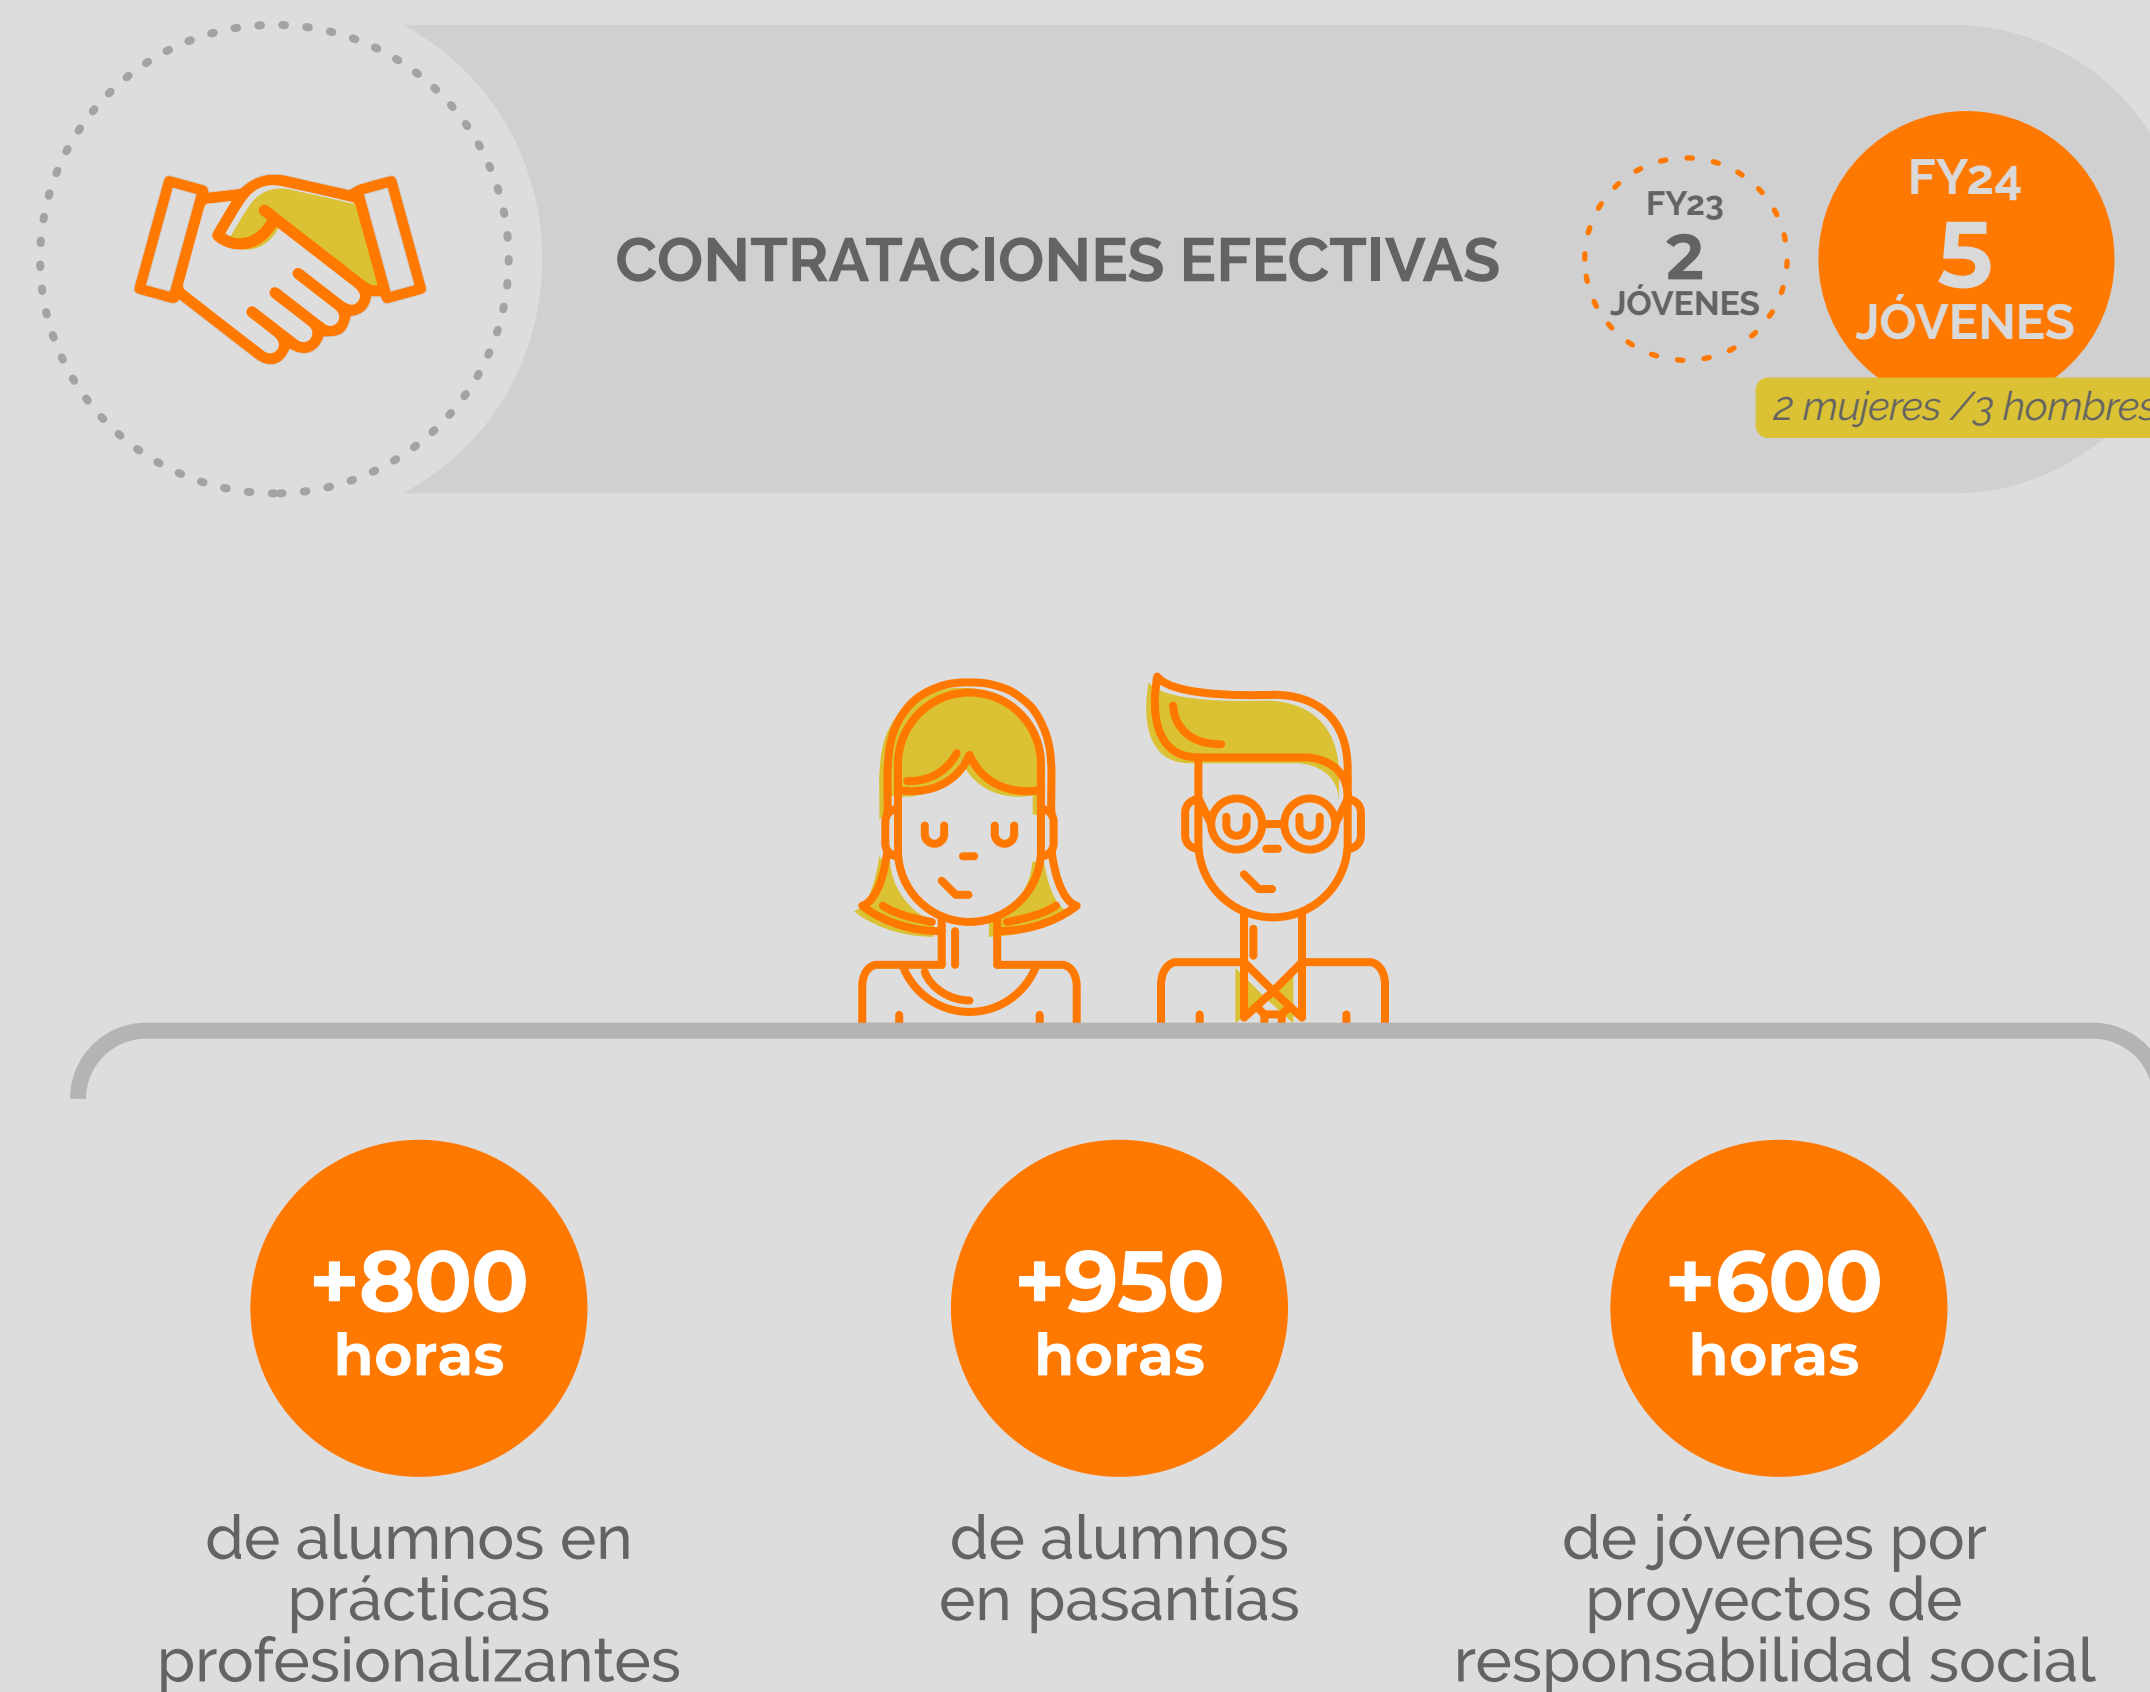 CONTRATACIONES EFECTIVAS
FY23
2
JÓVENES
FY24
5
JÓVENES
2 mujeres /3 hombres
+800
horas
de alumnos en
prácticas
profesionalizantes
+950
horas
de alumnos
en pasantías
+600
horas
de jóvenes por
proyectos de
responsabilidad social